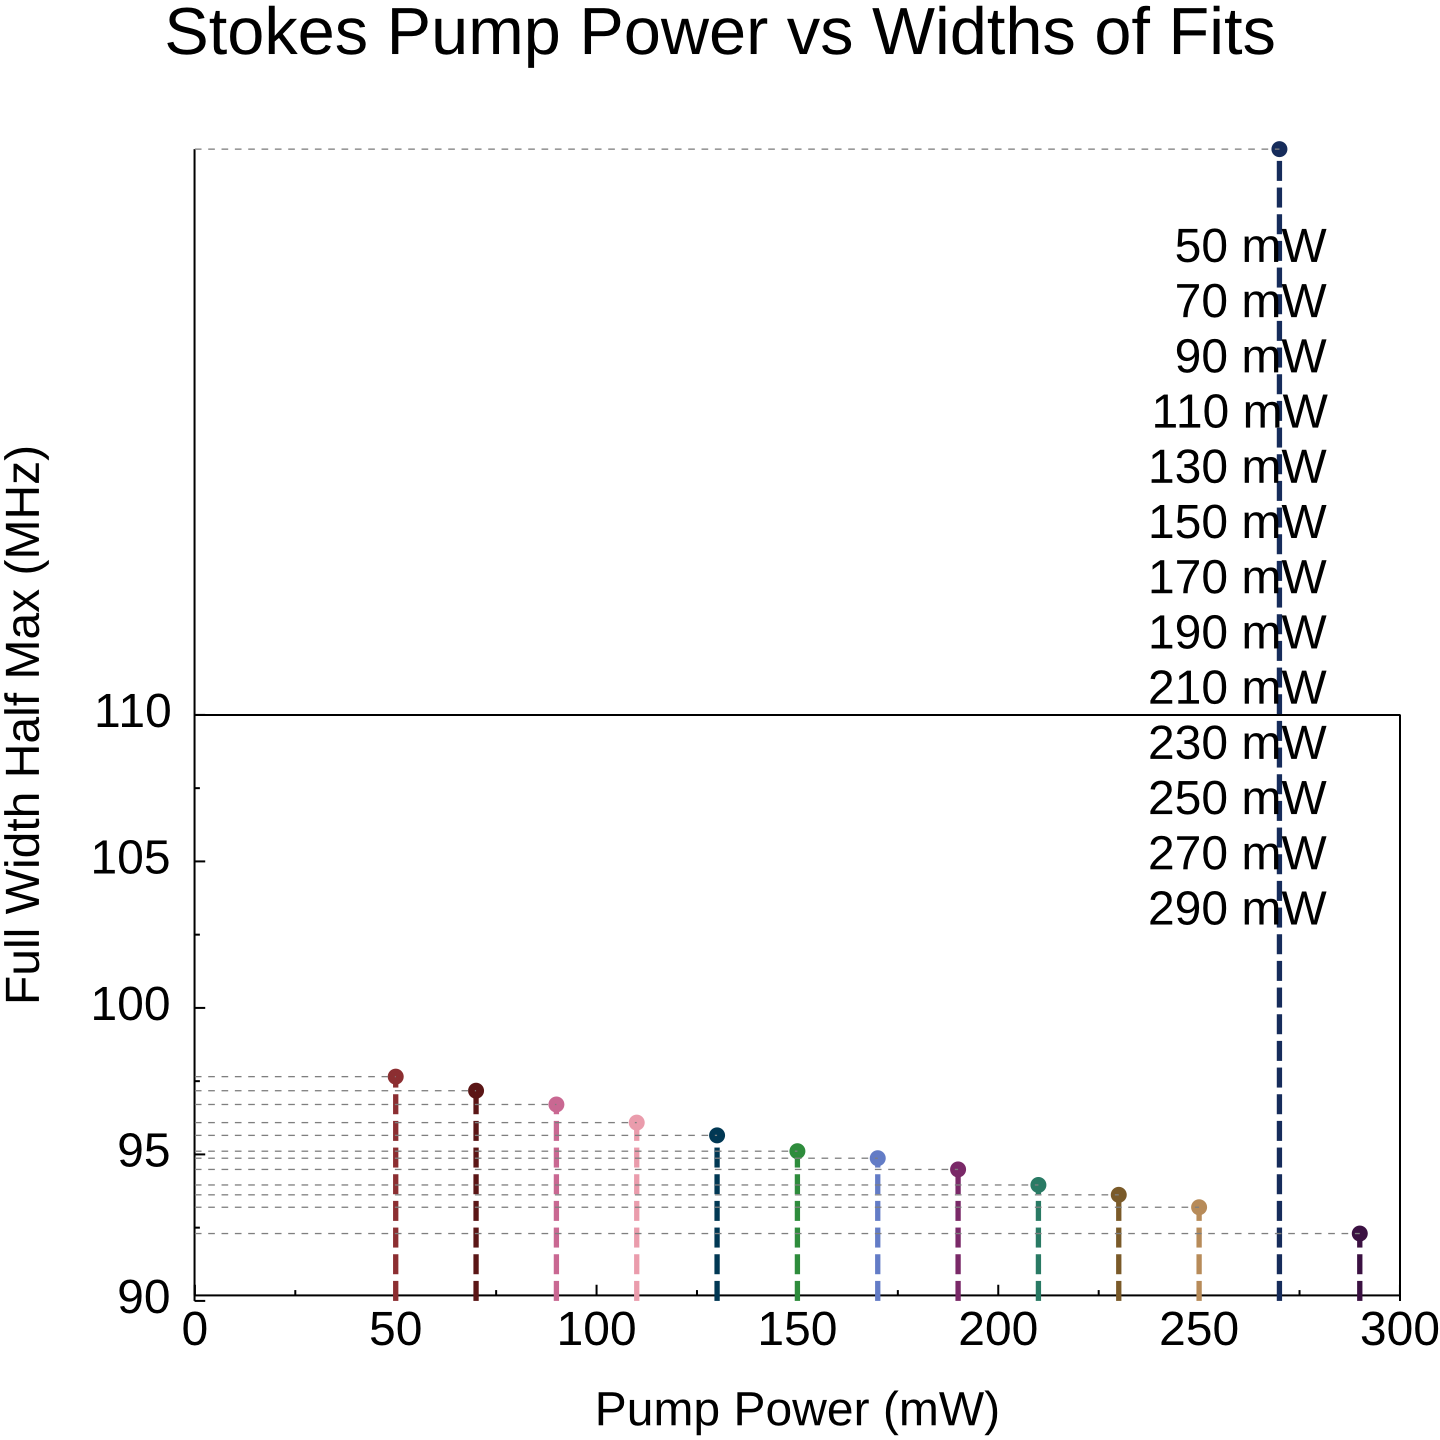 Stokes Pump Power vs Widths of Fits
50 mW
70 mW
90 mW
110 mW
130 mW
150 mW
170 mW
190 mW
210 mW
230 mW
250 mW
270 mW
290 mW
Full Width Half Max (MHz)
110
105
100
95
90
0 50 100 150 200 250 300
Pump Power (mW)